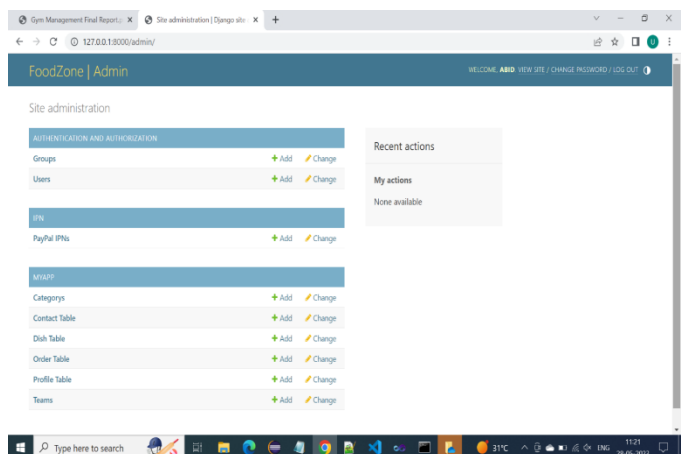 Gym Management Final Report.p
Site administration | Django site
127.0.0.1:8000/admin/
U
FoodZone | Admin
WELCOME, ABID. VIEW SITE / CHANGE PASSWORD / LOG OUT
Site administration
AUTHENTICATION AND AUTHORIZATION
Groups + Add Change
Users + Add Change
IPN
PayPal IPNs + Add Change
MYAPP
Categorys + Add Change
Contact Table + Add Change
Dish Table + Add Change
Order Table + Add Change
Profile Table + Add Change
Teams + Add Change
Recent actions
My actions
None available
Type here to search
31°C
ENG
11:21
28-05-2023